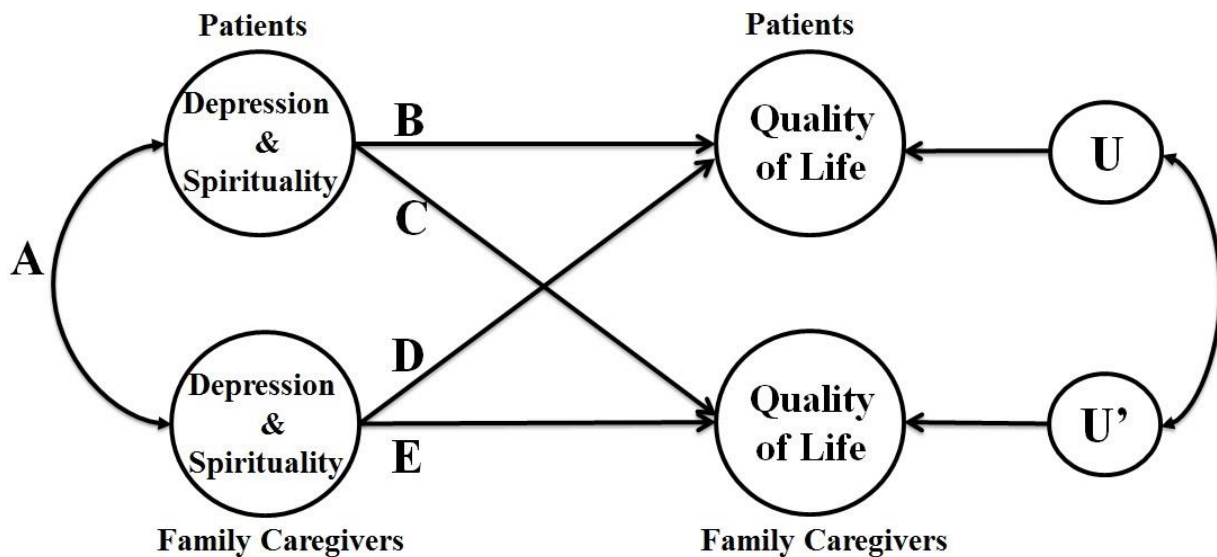 Patients
Patients
Depression
&
Spirituality
B
Quality
of Life
U
C
A
D
Depression
&
Spirituality
E
Quality
of Life
U’
Family Caregivers
Family Caregivers